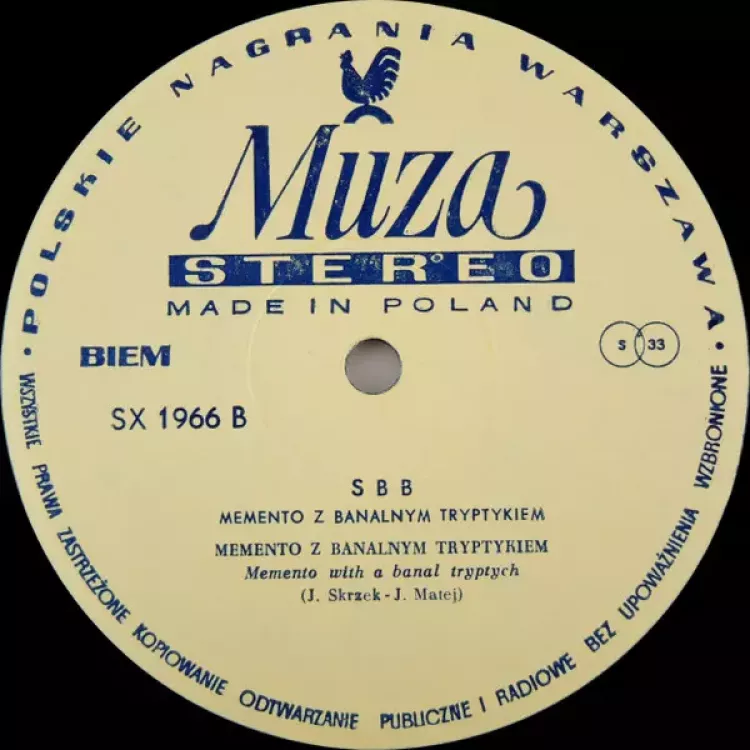 • POLSKIE NAGRANIA WARSZAWA •
Muza
STEREO
MADE IN POLAND
BIEM
S 33
SX 1966 B
S B B
MEMENTO Z BANALNYM TRYPTYKIEM
MEMENTO Z BANALNYM TRYPTYKIEM
Memento with a banal tryptych
(J. Skrzek - J. Matej)
WSZYSTKIE PRAWA ZASTRZEŻONE KOPIOWANIE ODTWARZANIE PUBLICZNE I RADIOWE BEZ UPOWAŻNIENIA WZBRONIONE